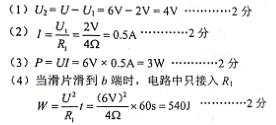 (1) U₂ = U − U₁ = 6V − 2V = 4V …………2 分
(2) I = U₁/R₁ = 2V/4Ω = 0.5A …………2 分
(3) P = UI = 6V × 0.5A = 3W …………2 分
(4) 当滑片滑到 b 端时，电路中只接入 R₁
W = U²/R₁ t = (6V)²/4Ω × 60s = 540J …………2 分